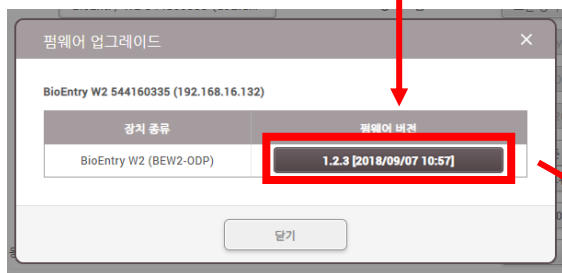 펌웨어 업그레이드
BioEntry W2 544160335 (192.168.16.132)
장치 종류 펌웨어 버전
BioEntry W2 (BEW2-ODP) 1.2.3 [2018/09/07 10:57]
닫기